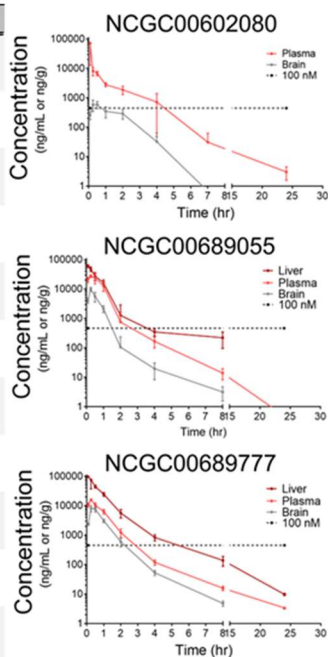 NCGC00602080
Concentration
(ng/mL or ng/g)
100000
10000
1000
100
10
1
Plasma
Brain
100 nM
0 1 2 3 4 5 6 7 8 15 20 25 30
Time (hr)
NCGC00689055
Concentration
(ng/mL or ng/g)
100000
10000
1000
100
10
1
Liver
Plasma
Brain
100 nM
0 1 2 3 4 5 6 7 8 15 20 25 30
Time (hr)
NCGC00689777
Concentration
(ng/mL or ng/g)
100000
10000
1000
100
10
1
Liver
Plasma
Brain
100 nM
0 1 2 3 4 5 6 7 8 15 20 25 30
Time (hr)